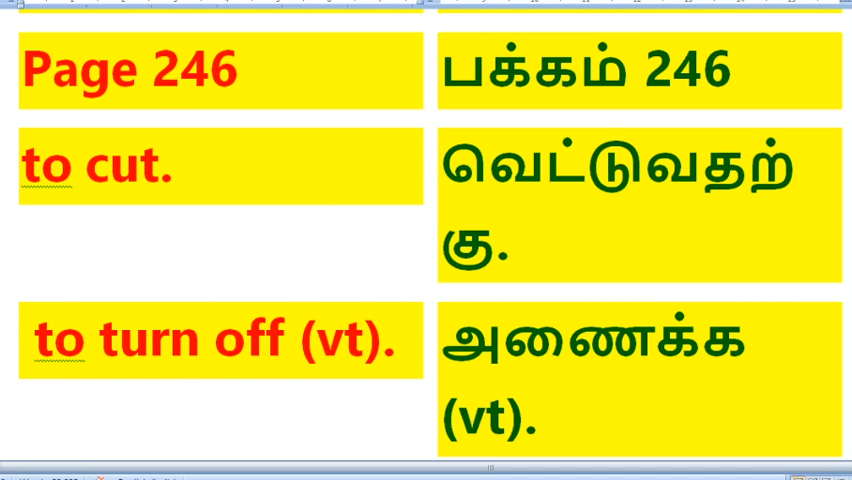 Page 246
பக்கம் 246
to cut.
வெட்டுவதற்
கு.
to turn off (vt).
அணைக்க
(vt).